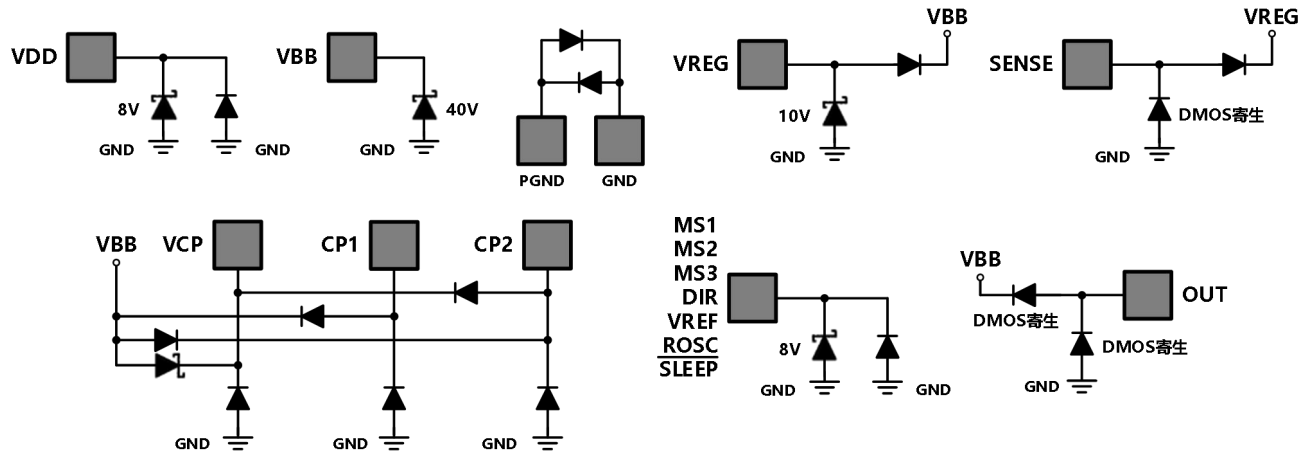 VDD
8V
GND
GND
VBB
40V
GND
PGND
GND
VREG
VBB
10V
GND
SENSE
VREG
DMOS寄生
GND
VBB
VCP
CP1
CP2
GND
GND
GND
MS1
MS2
MS3
DIR
VREF
ROSC
SLEEP
8V
GND
GND
VBB
OUT
DMOS寄生
DMOS寄生
GND